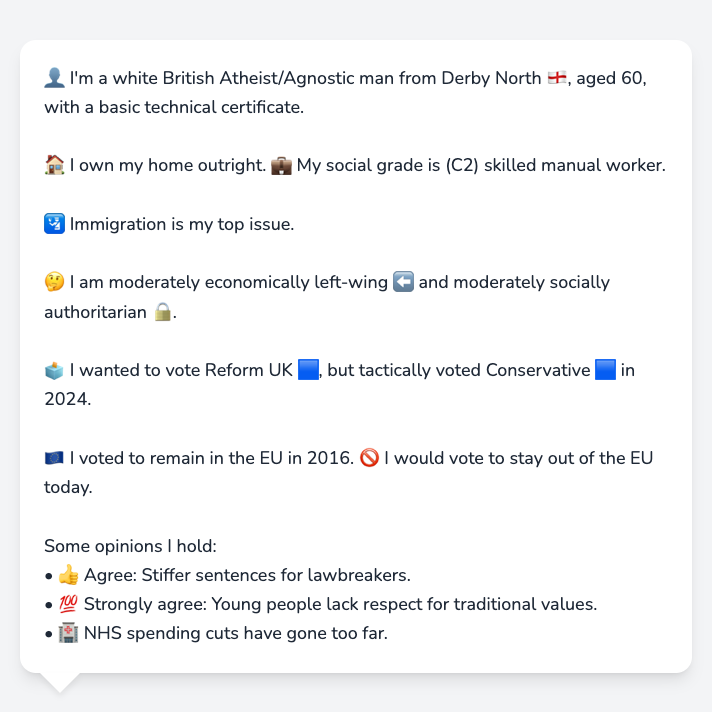 👤 I'm a white British Atheist/Agnostic man from Derby North 🏴󠁧󠁢󠁥󠁮󠁧󠁿, aged 60,
with a basic technical certificate.
🏠 I own my home outright. 💼 My social grade is (C2) skilled manual worker.
🛂 Immigration is my top issue.
🤔 I am moderately economically left-wing ⬅️ and moderately socially
authoritarian 🔒.
🗳️ I wanted to vote Reform UK 🟦, but tactically voted Conservative 🟦 in
2024.
🇪🇺 I voted to remain in the EU in 2016. 🚫 I would vote to stay out of the EU
today.
Some opinions I hold:
• 👍 Agree: Stiffer sentences for lawbreakers.
• 💯 Strongly agree: Young people lack respect for traditional values.
• 🏥 NHS spending cuts have gone too far.